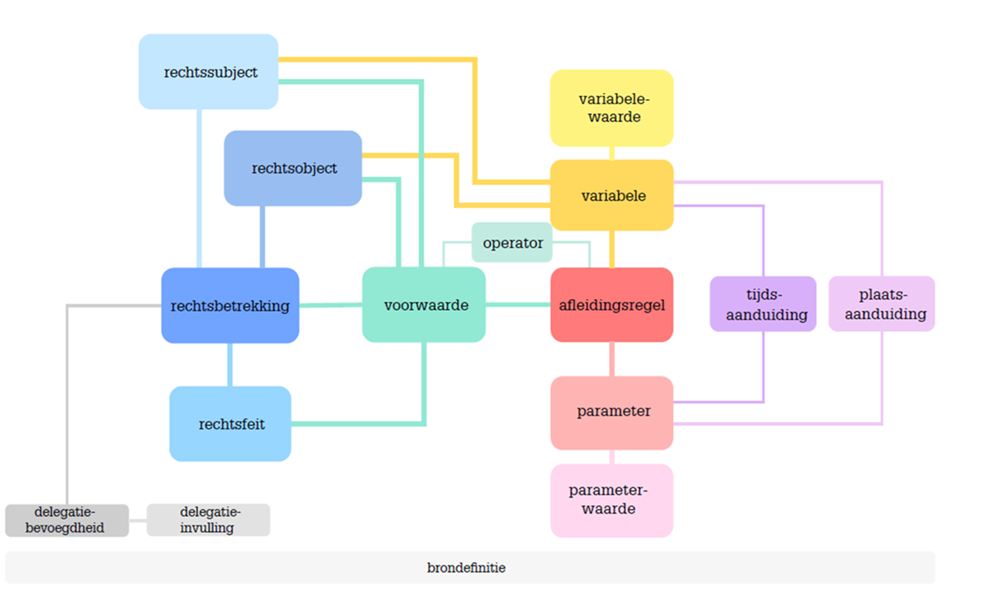 rechtssubject
variabele-
waarde
rechtsobject
variabele
operator
rechtsbetrekking
voorwaarde
afleidingsregel
tijds-
aanduiding
plaats-
aanduiding
rechtsfeit
parameter
parameter-
waarde
delegatie-
bevoegdheid
delegatie-
invulling
brondefinitie